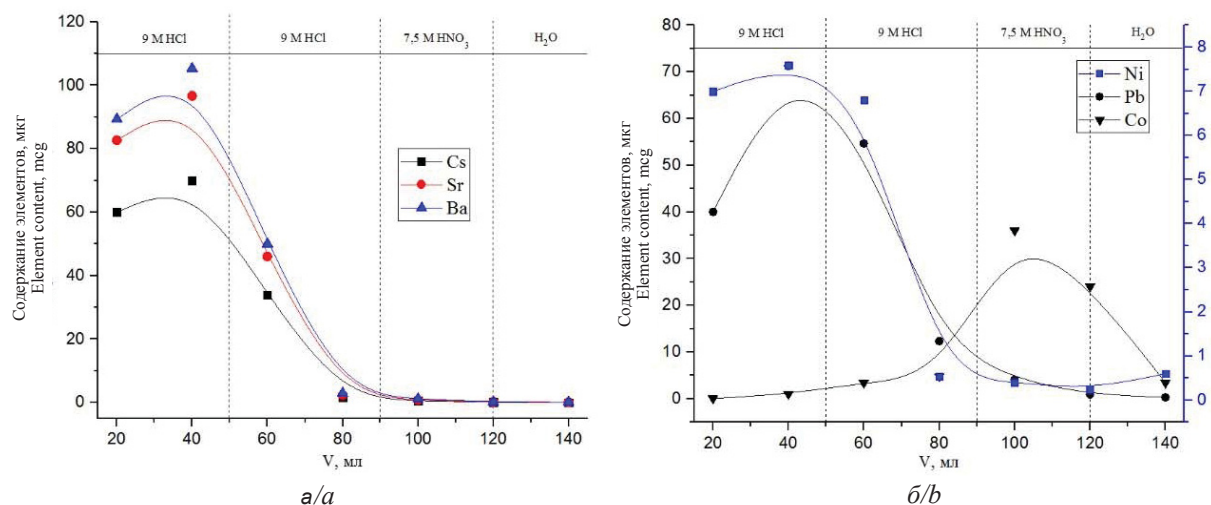 9 M HCl 9 M HCl 7,5 M HNO3 H2O
120
100
80
60
40
20
0
Содержание элементов, мкг
Element content, mcg
Cs
Sr
Ba
20 40 60 80 100 120 140
V, мл
а/a
9 M HCl 9 M HCl 7,5 M HNO3 H2O
80
70
60
50
40
30
20
10
0
Содержание элементов, мкг
Element content, mcg
Ni
Pb
Co
8
7
6
5
4
3
2
1
0
20 40 60 80 100 120 140
V, мл
б/b